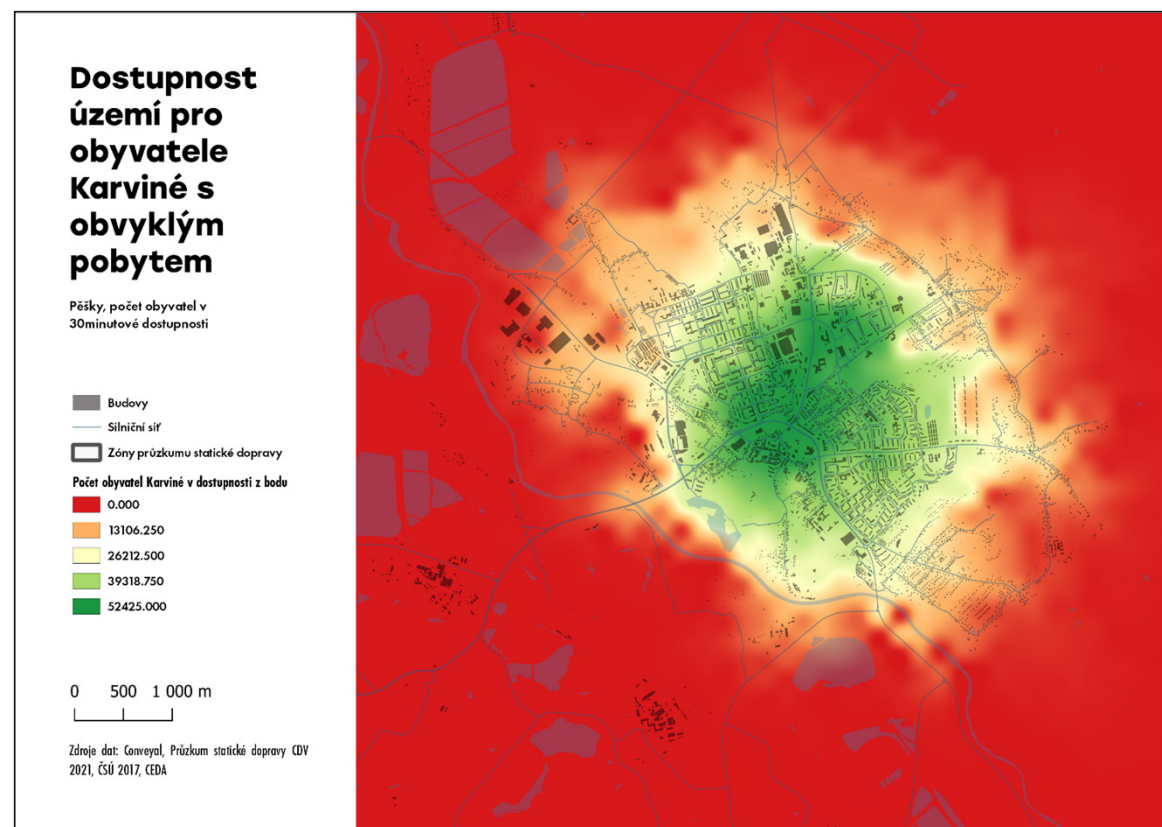 Dostupnost
území pro
obyvatele
Karviné s
obvyklým
pobytem
Pěšky, počet obyvatel v
30minutové dostupnosti
Budovy
Silniční síť
Zóny průzkumu statické dopravy
Počet obyvatel Karviné v dostupnosti z bodu
0.000
13106.250
26212.500
39318.750
52425.000
0 500 1 000 m
Zdroje dat: Conveyal, Průzkum statické dopravy CDV
2021, ČSÚ 2017, CEDA